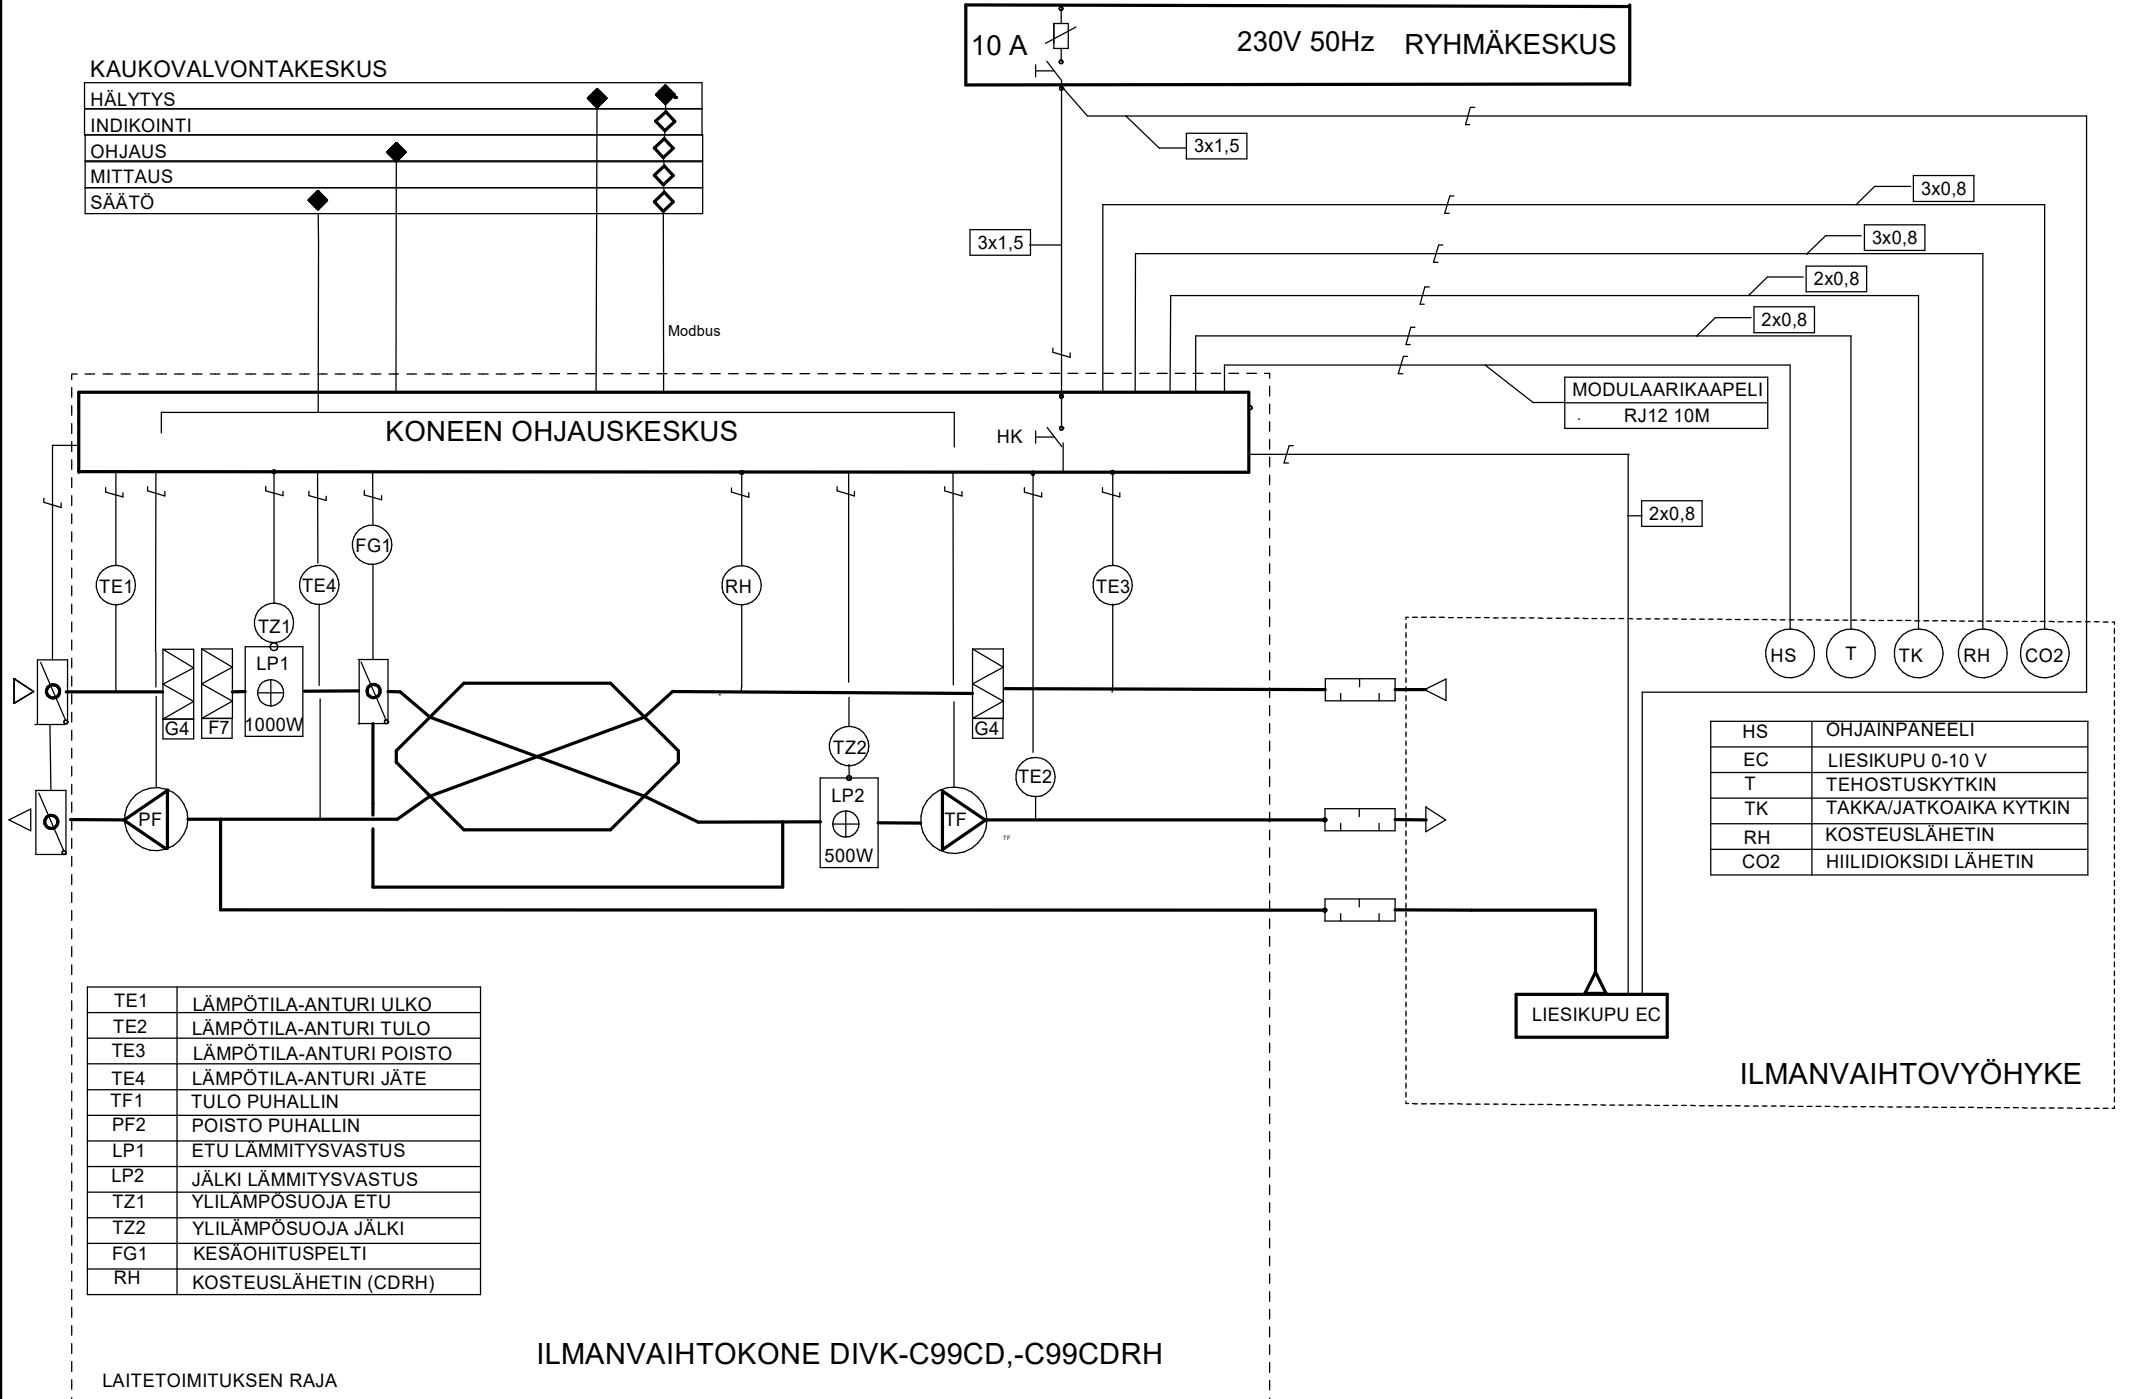 10 A 230V 50Hz RYHMÄKESKUS
KAUKOVALVONTAKESKUS
HÄLYTYS
INDIKOINTI
OHJAUS
MITTAUS
SÄÄTÖ
3x1,5
3x0,8
3x1,5
3x0,8
2x0,8
2x0,8
Modbus
MODULAARIKAAPELI
. RJ12 10M
KONEEN OHJAUSKESKUS
HK
2x0,8
FG1
TE1
TE4
RH
TE3
TZ1
LP1
1000W
G4
F7
G4
HS
T
TK
RH
CO2
TZ2
TE2
LP2
500W
PF
TF
TF
HS OHJAINPANEELI
EC LIESIKUPU 0-10 V
T TEHOSTUSKYTKIN
TK TAKKA/JATKOAIKA KYTKIN
RH KOSTEUSLÄHETIN
CO2 HIILIDIOKSIDI LÄHETIN
LIESIKUPU EC
ILMANVAIHTOVYÖHYKE
TE1 LÄMPÖTILA-ANTURI ULKO
TE2 LÄMPÖTILA-ANTURI TULO
TE3 LÄMPÖTILA-ANTURI POISTO
TE4 LÄMPÖTILA-ANTURI JÄTE
TF1 TULO PUHALLIN
PF2 POISTO PUHALLIN
LP1 ETU LÄMMITYSVASTUS
LP2 JÄLKI LÄMMITYSVASTUS
TZ1 YLILÄMPÖSUOJA ETU
TZ2 YLILÄMPÖSUOJA JÄLKI
FG1 KESÄOHITUSPELTI
RH KOSTEUSLÄHETIN (CDRH)
ILMANVAIHTOKONE DIVK-C99CD,-C99CDRH
LAITETOIMITUKSEN RAJA